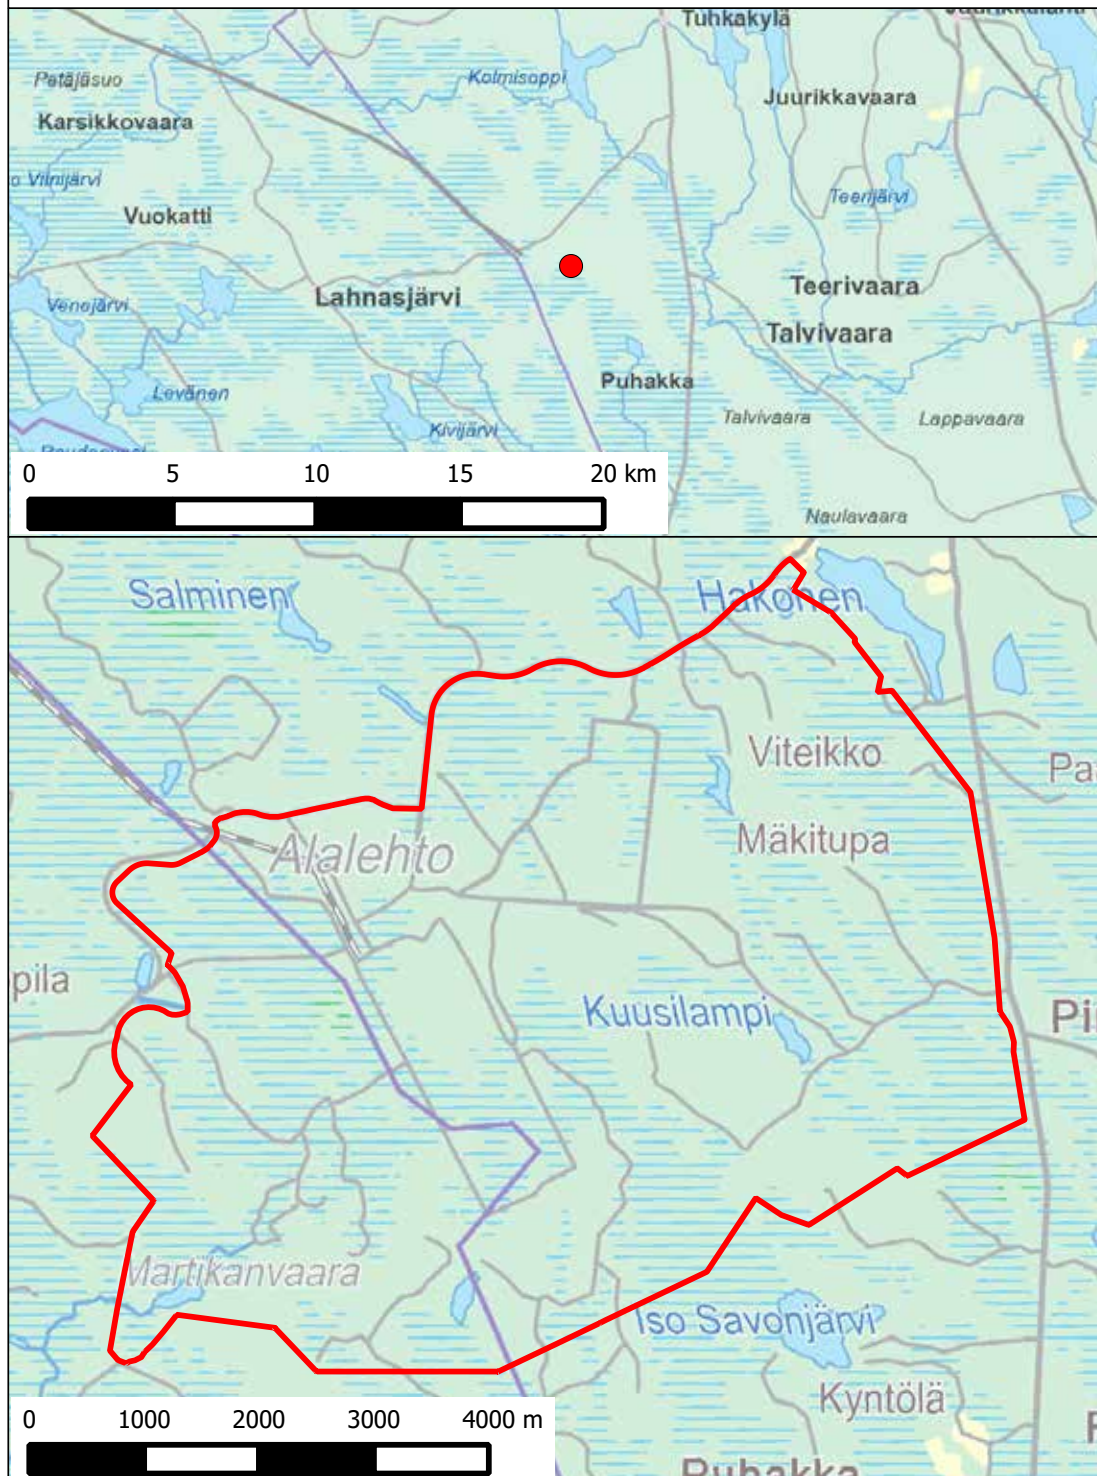 Tuhkakylä
Kolmisoppi
Patäjäsuo
Juurikkavaara
Karsikkovaara
Teerijärvi
Vuokatti
Teerivaara
Lahnasjärvi
Venejärvi
Talvivaara
Puhakka
Levänen
Talvivaara
Lappavaara
Kivijärvi
0 5 10 15 20 km
Naulavaara
Salminen
Hakonen
Viteikko
Mäkitupa
Alalehto
pila
Kuusilampi
Martikanvaara
Iso Savonjärvi
Kyntölä
0 1000 2000 3000 4000 m
Puhakka